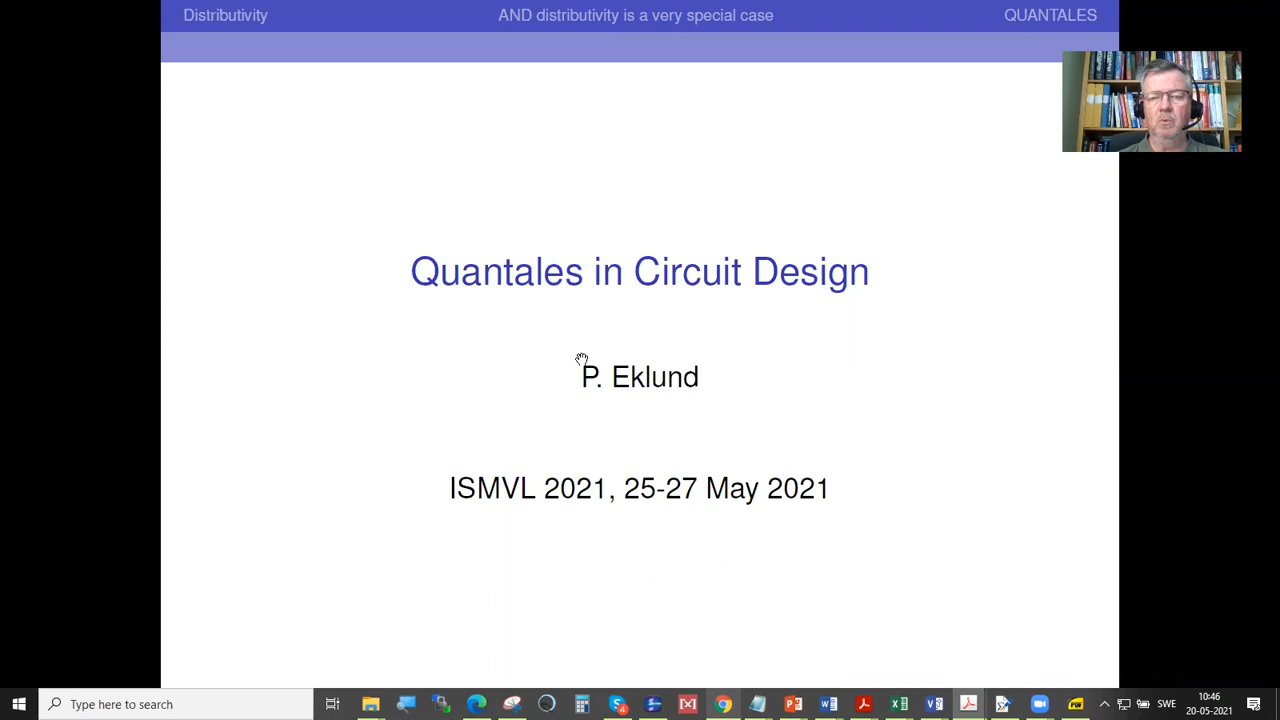 Distributivity
AND distributivity is a very special case
QUANTALES
Quantales in Circuit Design
P. Eklund
ISMVL 2021, 25-27 May 2021
Type here to search
10:46
SWE
20-05-2021